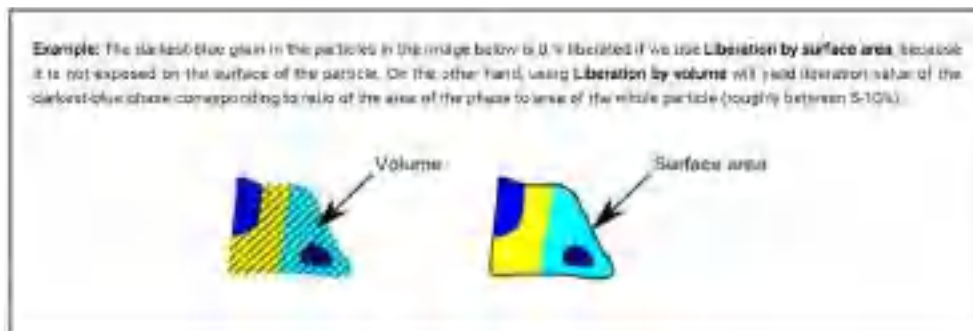 Example: The darkest-blue grain in the particles in the image below is 0 % liberated if we use Liberation by surface area, because
it is not exposed on the surface of the particle. On the other hand, using Liberation by volume will yield liberation value of the
darkest-blue phase corresponding to ratio of the area of the phase to area of the whole particle (roughly between 5-10%).
Volume
Surface area